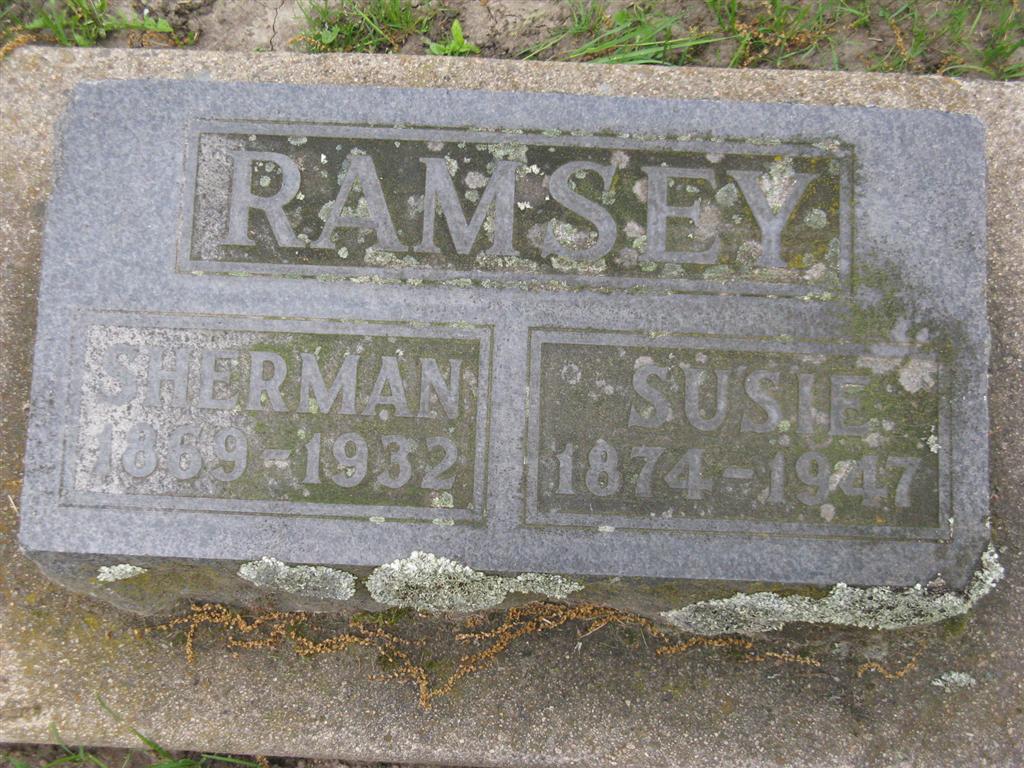 RAMSEY
SHERMAN
1869-1932
SUSIE
1874-1947